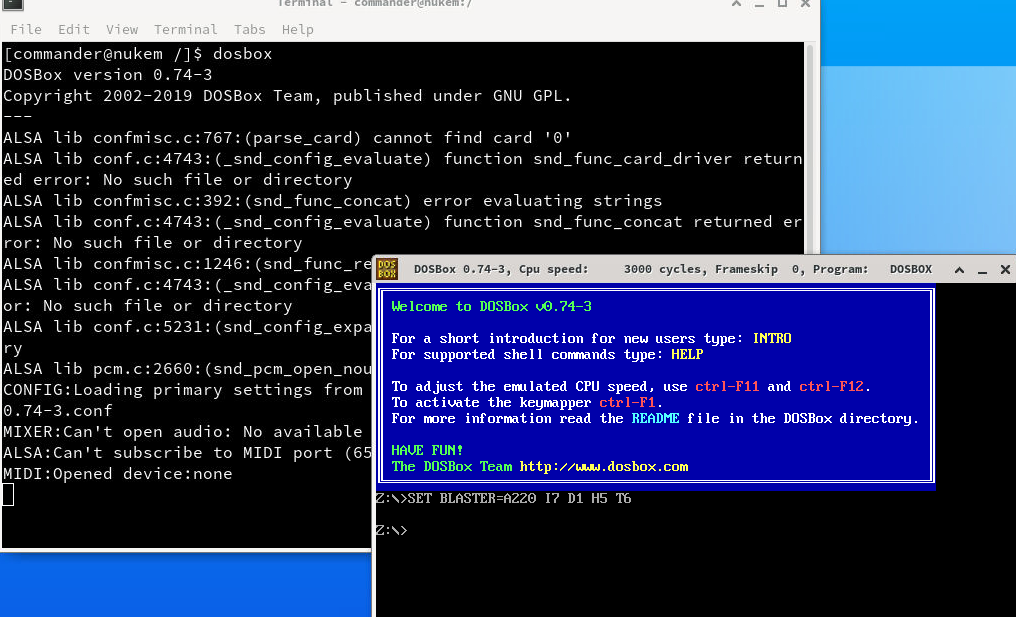 Terminal - commander@nukem:/
File Edit View Terminal Tabs Help
[commander@nukem /]$ dosbox
DOSBox version 0.74-3
Copyright 2002-2019 DOSBox Team, published under GNU GPL.
---
ALSA lib confmisc.c:767:(parse_card) cannot find card '0'
ALSA lib conf.c:4743:(_snd_config_evaluate) function snd_func_card_driver return
ed error: No such file or directory
ALSA lib confmisc.c:392:(snd_func_concat) error evaluating strings
ALSA lib conf.c:4743:(_snd_config_evaluate) function snd_func_concat returned er
ror: No such file or directory
ALSA lib confmisc.c:1246:(snd_func_re
ALSA lib conf.c:4743:(_snd_config_eva
or: No such file or directory
ALSA lib conf.c:5231:(snd_config_expa
ry
ALSA lib pcm.c:2660:(snd_pcm_open_nou
CONFIG:Loading primary settings from
0.74-3.conf
MIXER:Can't open audio: No available
ALSA:Can't subscribe to MIDI port (65
MIDI:Opened device:none
DOS
BOX
DOSBox 0.74-3, Cpu speed: 3000 cycles, Frameskip 0, Program: DOSBOX
Welcome to DOSBox v0.74-3
For a short introduction for new users type: INTRO
For supported shell commands type: HELP
To adjust the emulated CPU speed, use ctrl-F11 and ctrl-F12.
To activate the keymapper ctrl-F1.
For more information read the README file in the DOSBox directory.
HAVE FUN!
The DOSBox Team http://www.dosbox.com
Z:\>SET BLASTER=A220 I7 D1 H5 T6
Z:\>